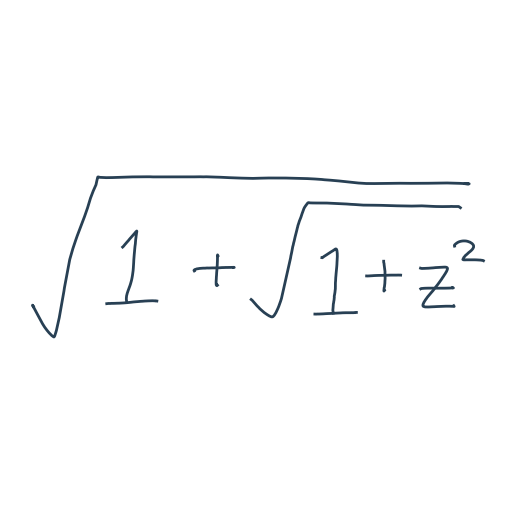 √(1 + √(1 + z²))